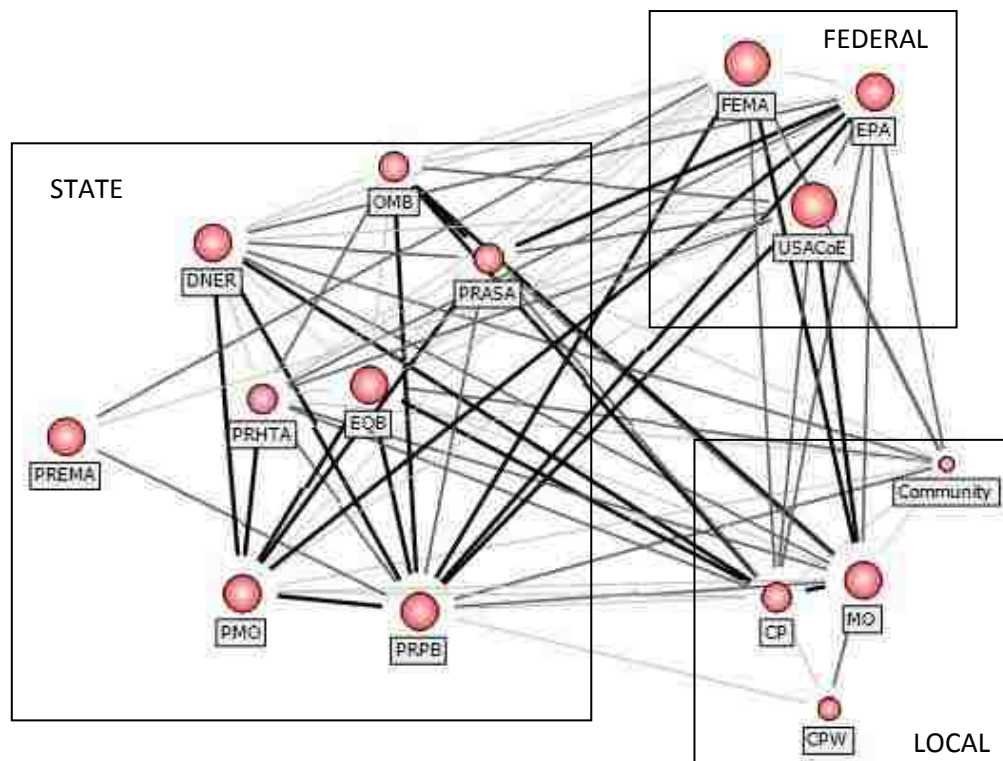 FEDERAL
FEMA
EPA
STATE
OMB
USACoE
DNER
PRASA
PRHTA
EQB
PREMA
Community
PMO
PRPB
CP
MO
CPW
LOCAL